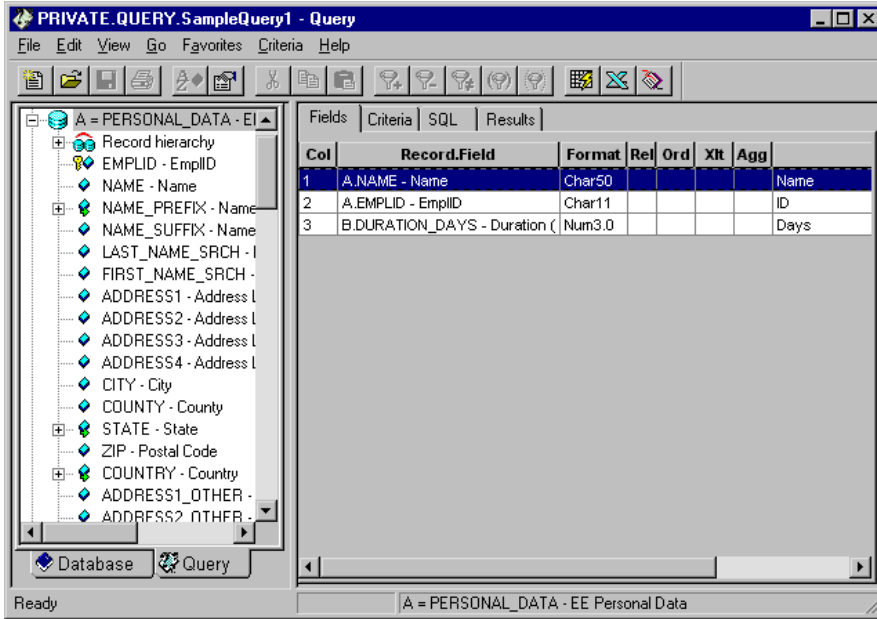 PRIVATE.QUERY.SampleQuery1 - Query
File Edit View Go Favorites Criteria Help
A = PERSONAL_DATA - E
Record hierarchy
EMPLID - EmplID
NAME - Name
NAME_PREFIX - Name
NAME_SUFFIX - Name
LAST_NAME_SRCH -
FIRST_NAME_SRCH -
ADDRESS1 - Address L
ADDRESS2 - Address L
ADDRESS3 - Address L
ADDRESS4 - Address L
CITY - City
COUNTY - County
STATE - State
ZIP - Postal Code
COUNTRY - Country
ADDRESS1_OTHER -
ADDRESS2_OTHER -
Database Query
Fields Criteria SQL Results
Col Record.Field Format Rel Ord Xlt Agg
1 A.NAME - Name Char50 Name
2 A.EMPLID - EmplID Char11 ID
3 B.DURATION_DAYS - Duration ( Num3.0 Days
Ready A = PERSONAL_DATA - EE Personal Data